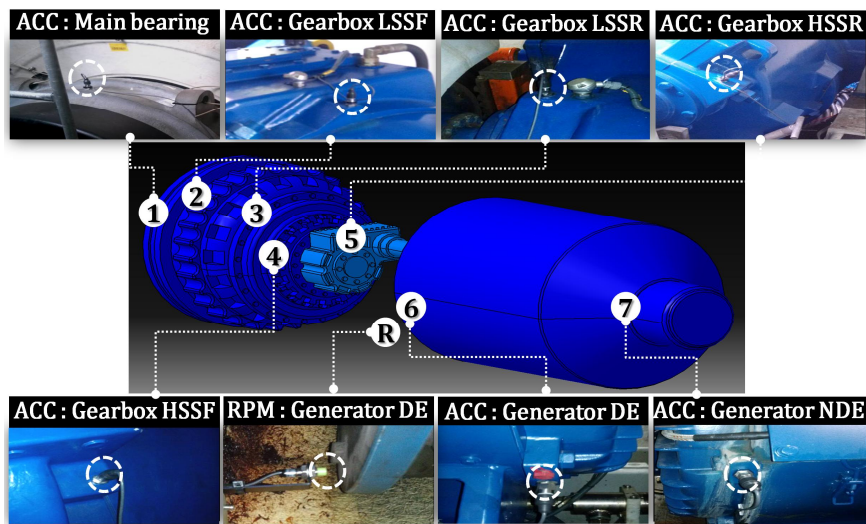 ACC : Main bearing
ACC : Gearbox LSSF
ACC : Gearbox LSSR
ACC : Gearbox HSSR
1
2
3
4
5
6
7
R
ACC : Gearbox HSSF
RPM : Generator DE
ACC : Generator DE
ACC : Generator NDE